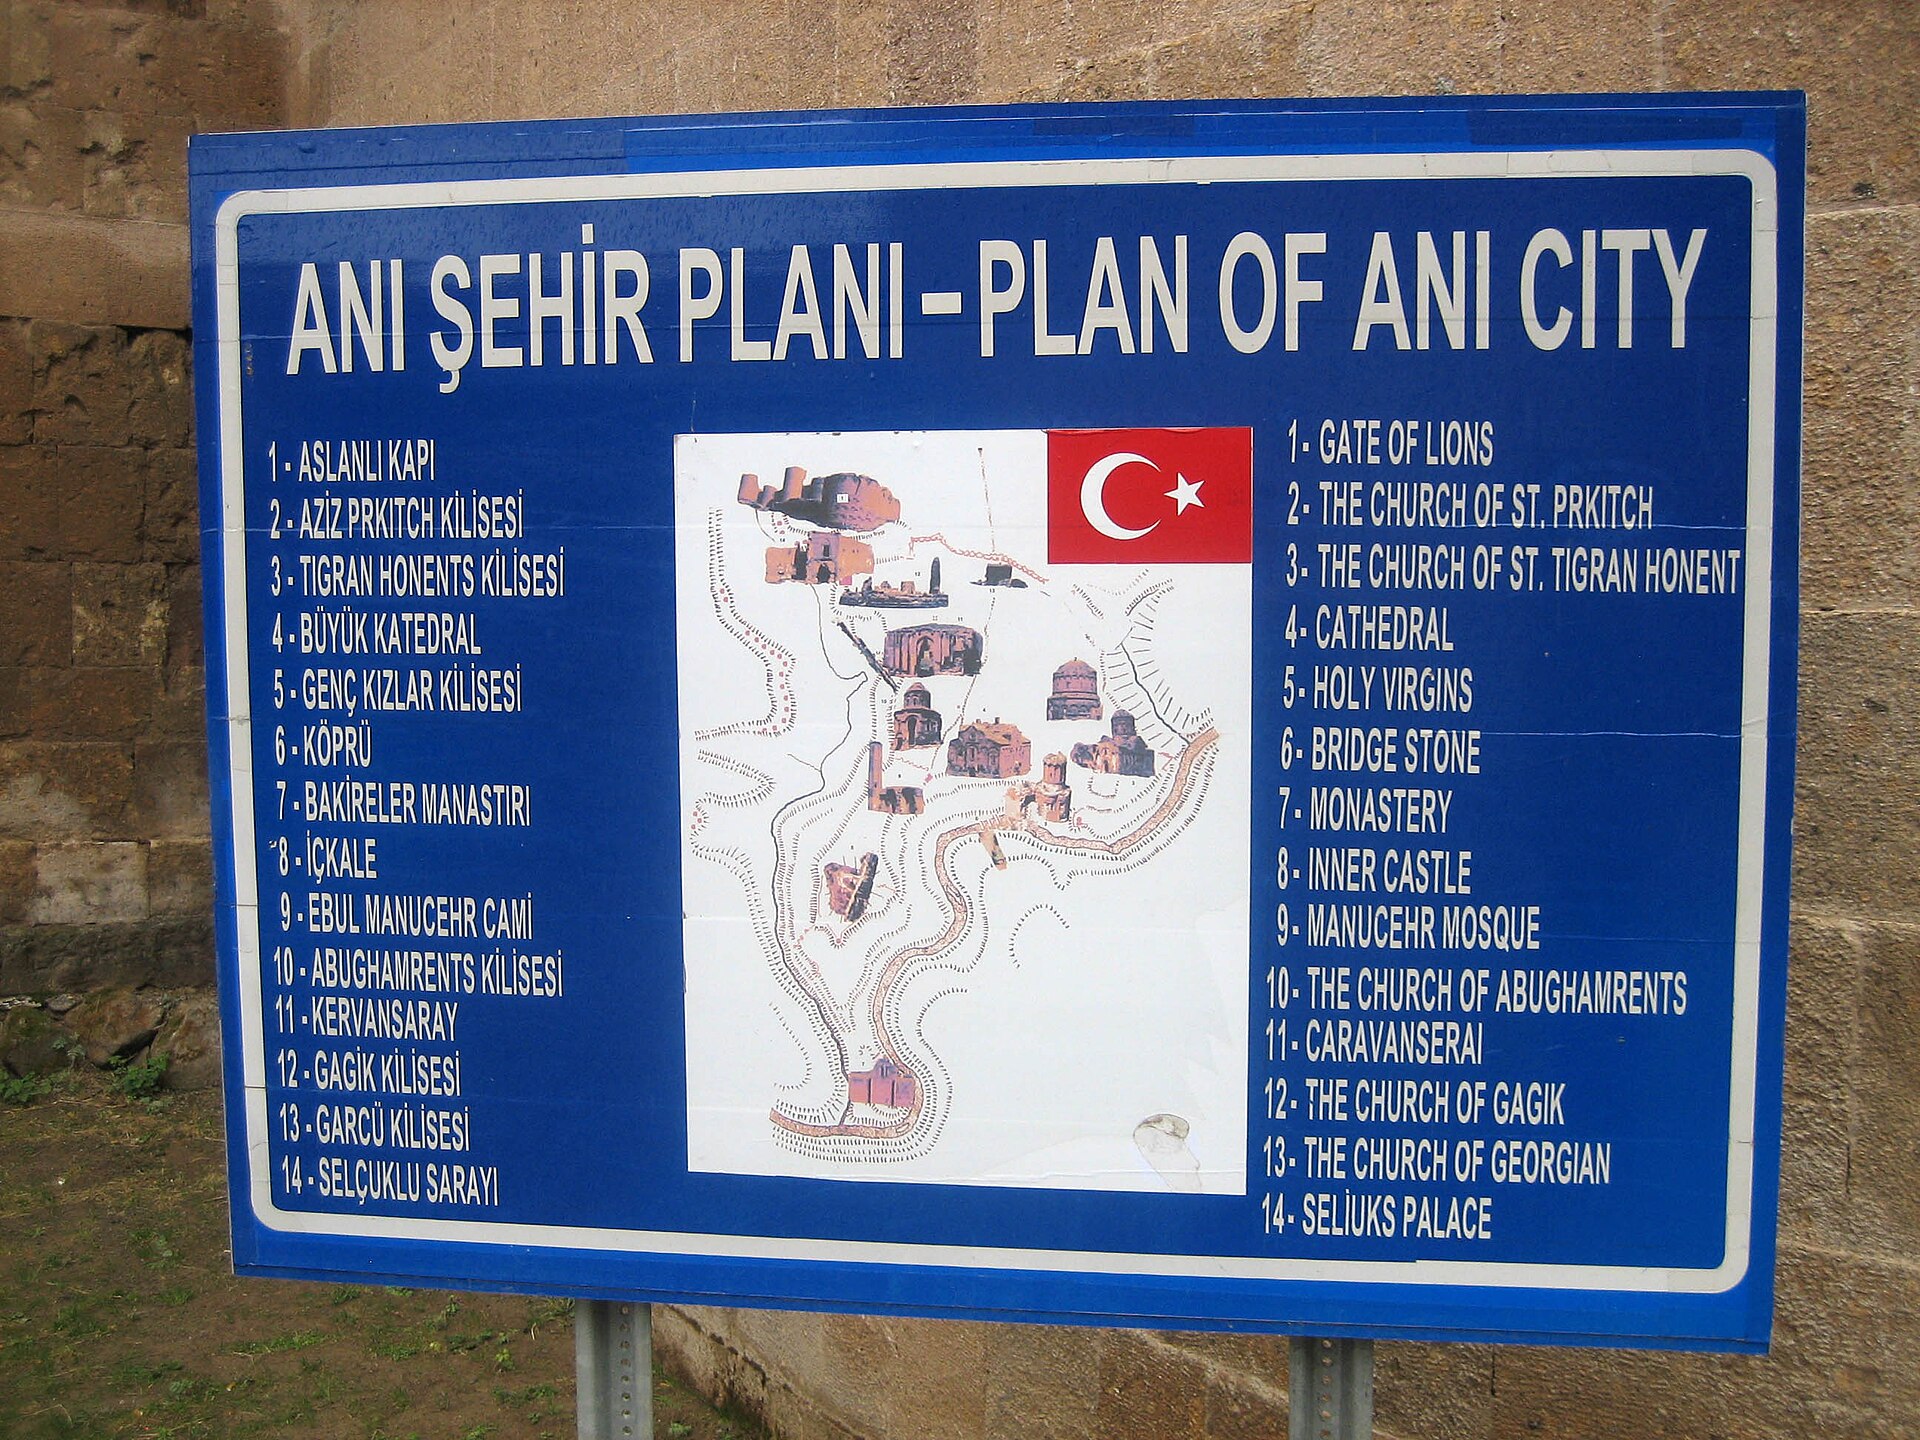 ANI ŞEHİR PLANI - PLAN OF ANI CITY
1 - ASLANLI KAPI
2 - AZİZ PRKITCH KİLİSESİ
3 - TIGRAN HONENTS KİLİSESİ
4 - BÜYÜK KATEDRAL
5 - GENÇ KIZLAR KİLİSESİ
6 - KÖPRÜ
7 - BAKİRELER MANASTIRI
8 - İÇKALE
9 - EBUL MANUCEHR CAMİ
10 - ABUGHAMRENTS KİLİSESİ
11 - KERVANSARAY
12 - GAGİK KİLİSESİ
13 - GARCÜ KİLİSESİ
14 - SELÇUKLU SARAYI
1- GATE OF LIONS
2- THE CHURCH OF ST. PRKITCH
3- THE CHURCH OF ST. TIGRAN HONENT
4- CATHEDRAL
5- HOLY VIRGINS
6- BRIDGE STONE
7- MONASTERY
8- INNER CASTLE
9- MANUCEHR MOSQUE
10- THE CHURCH OF ABUGHAMRENTS
11- CARAVANSERAI
12- THE CHURCH OF GAGIK
13- THE CHURCH OF GEORGIAN
14- SELİUKS PALACE